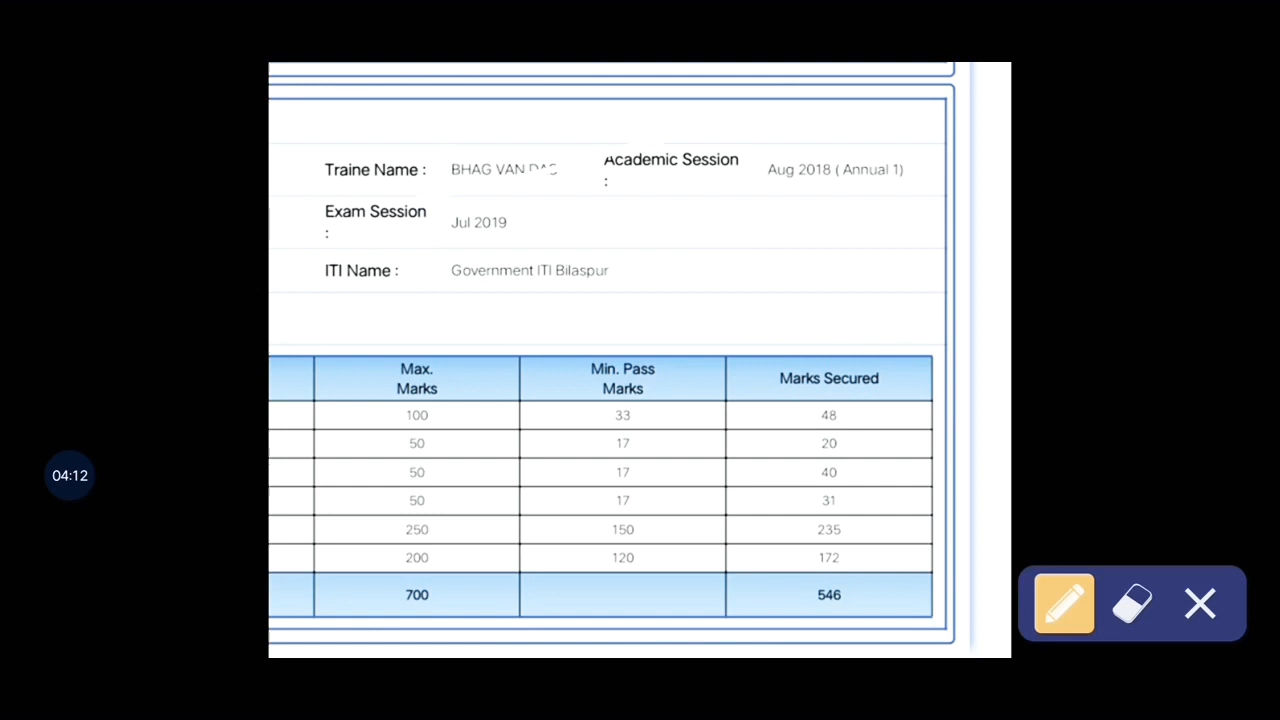 Traine Name : BHAG VAN Academic Session : Aug 2018 ( Annual 1)
Exam Session : Jul 2019
ITI Name : Government ITI Bilaspur
Max. Marks Min. Pass Marks Marks Secured
100 33 48
50 17 20
50 17 40
50 17 31
250 150 235
200 120 172
700 546
04:12